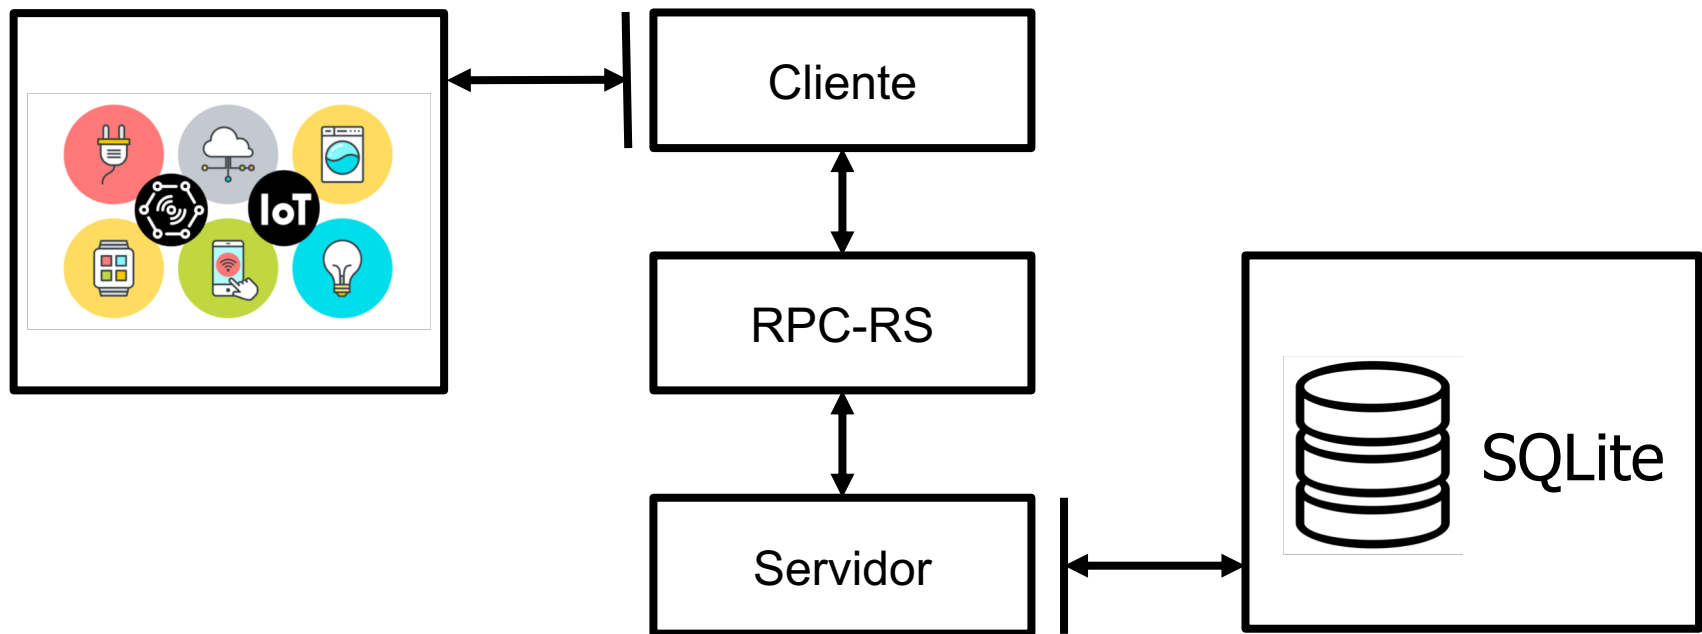 Cliente
IoT
RPC-RS
SQLite
Servidor